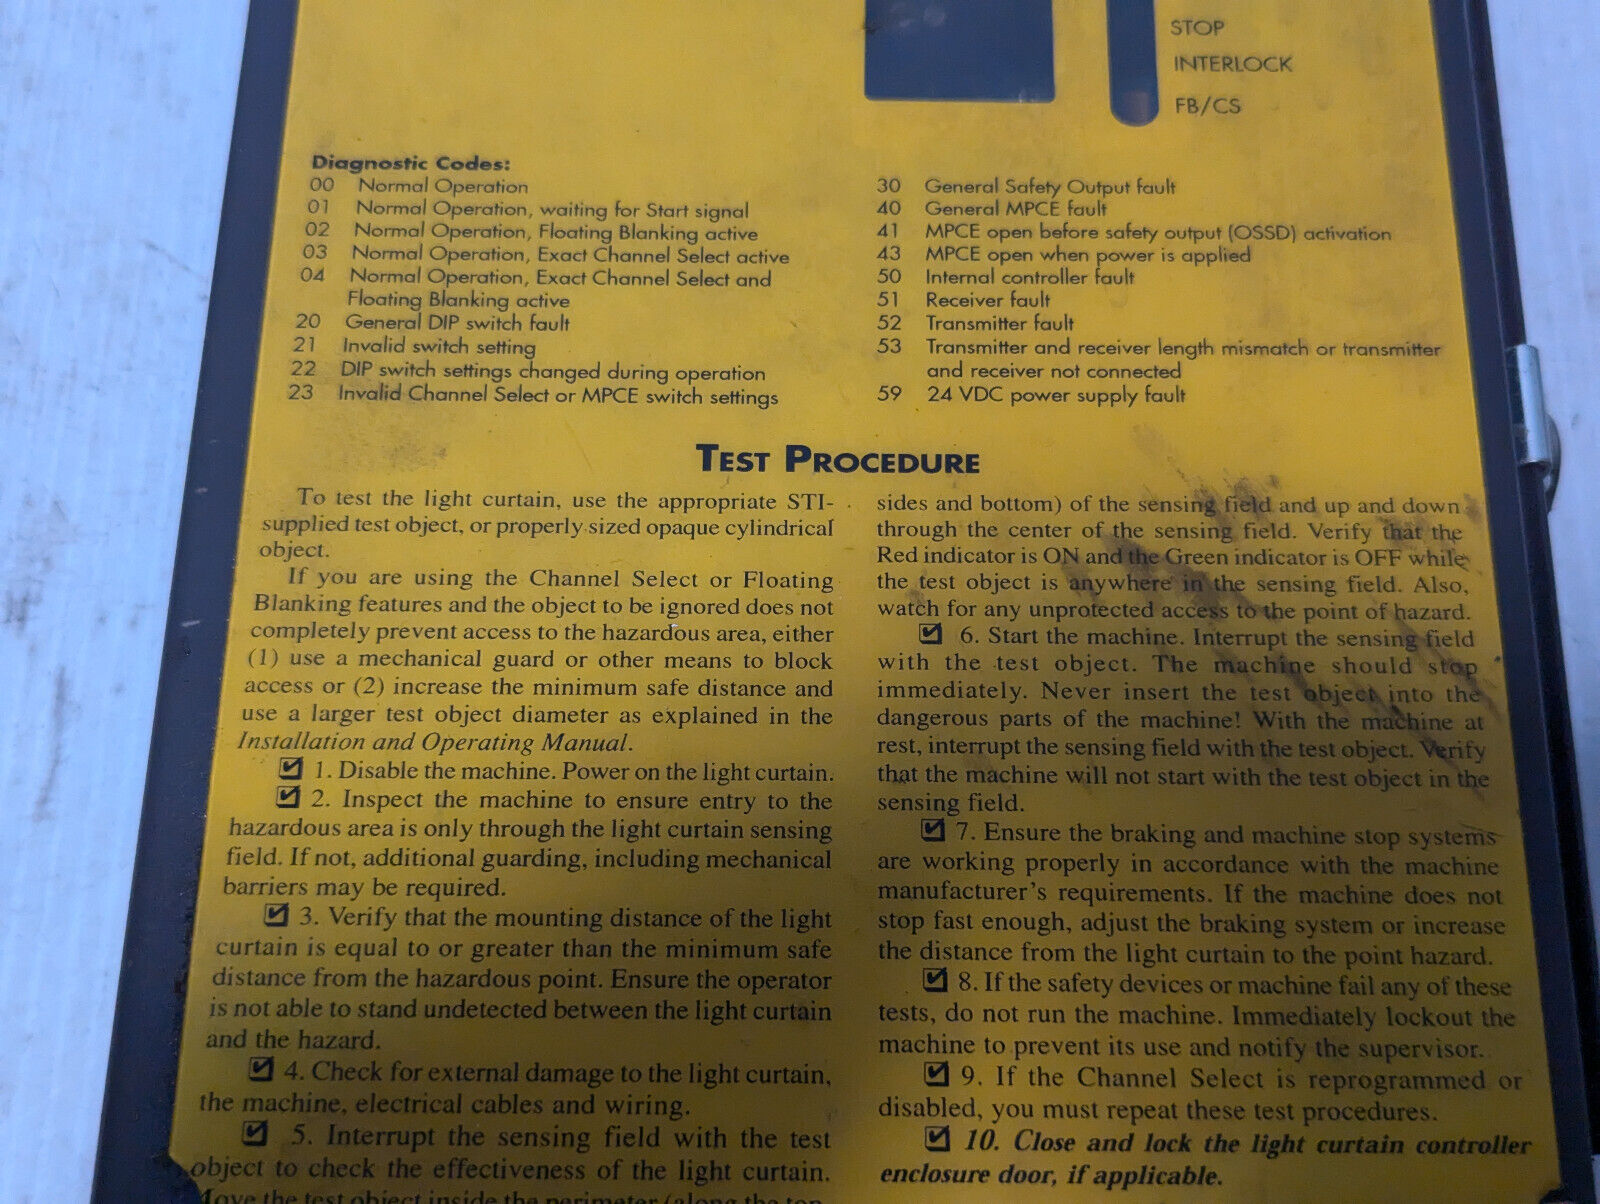 STOP
INTERLOCK
FB/CS
Diagnostic Codes:
00 Normal Operation
01 Normal Operation, waiting for Start signal
02 Normal Operation, Floating Blanking active
03 Normal Operation, Exact Channel Select active
04 Normal Operation, Exact Channel Select and
Floating Blanking active
20 General DIP switch fault
21 Invalid switch setting
22 DIP switch settings changed during operation
23 Invalid Channel Select or MPCE switch settings
30 General Safety Output fault
40 General MPCE fault
41 MPCE open before safety output (OSSD) activation
43 MPCE open when power is applied
50 Internal controller fault
51 Receiver fault
52 Transmitter fault
53 Transmitter and receiver length mismatch or transmitter
and receiver not connected
59 24 VDC power supply fault
TEST PROCEDURE
To test the light curtain, use the appropriate STI-
supplied test object, or properly sized opaque cylindrical
object.
If you are using the Channel Select or Floating
Blanking features and the object to be ignored does not
completely prevent access to the hazardous area, either
(1) use a mechanical guard or other means to block
access or (2) increase the minimum safe distance and
use a larger test object diameter as explained in the
Installation and Operating Manual.
1. Disable the machine. Power on the light curtain.
2. Inspect the machine to ensure entry to the
hazardous area is only through the light curtain sensing
field. If not, additional guarding, including mechanical
barriers may be required.
3. Verify that the mounting distance of the light
curtain is equal to or greater than the minimum safe
distance from the hazardous point. Ensure the operator
is not able to stand undetected between the light curtain
and the hazard.
4. Check for external damage to the light curtain,
the machine, electrical cables and wiring.
5. Interrupt the sensing field with the test
object to check the effectiveness of the light curtain.
Move the test object inside the perimeter (along the top,
sides and bottom) of the sensing field and up and down
through the center of the sensing field. Verify that the
Red indicator is ON and the Green indicator is OFF while
the test object is anywhere in the sensing field. Also,
watch for any unprotected access to the point of hazard.
6. Start the machine. Interrupt the sensing field
with the test object. The machine should stop
immediately. Never insert the test object into the
dangerous parts of the machine! With the machine at
rest, interrupt the sensing field with the test object. Verify
that the machine will not start with the test object in the
sensing field.
7. Ensure the braking and machine stop systems
are working properly in accordance with the machine
manufacturer's requirements. If the machine does not
stop fast enough, adjust the braking system or increase
the distance from the light curtain to the point hazard.
8. If the safety devices or machine fail any of these
tests, do not run the machine. Immediately lockout the
machine to prevent its use and notify the supervisor.
9. If the Channel Select is reprogrammed or
disabled, you must repeat these test procedures.
10. Close and lock the light curtain controller
enclosure door, if applicable.